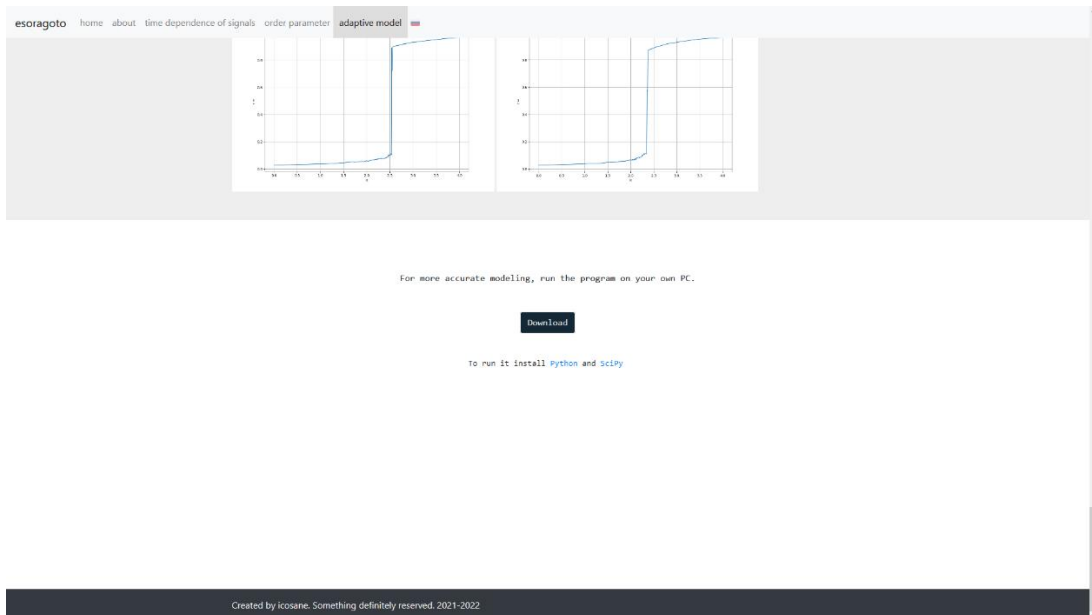 esoragoto home about time dependence of signals order parameter adaptive model
For more accurate modeling, run the program on your own PC.
Download
To run it install Python and SciPy
Created by icosane. Something definitely reserved. 2021-2022